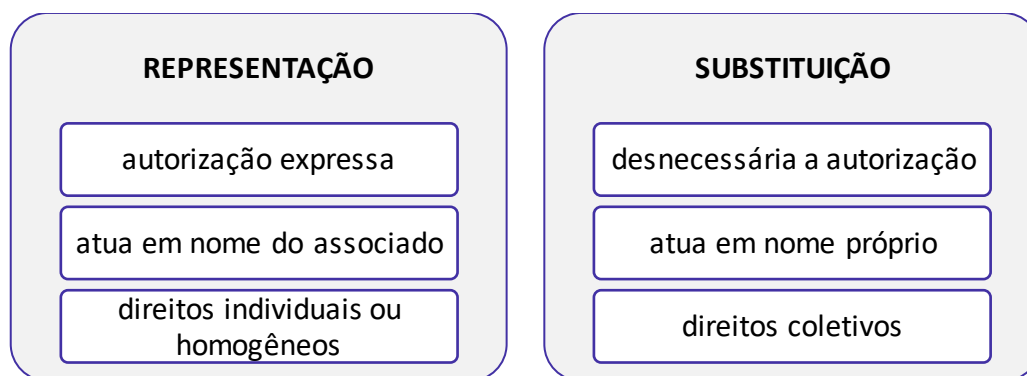 REPRESENTAÇÃO
autorização expressa
atua em nome do associado
direitos individuais ou
homogêneos
SUBSTITUIÇÃO
desnecessária a autorização
atua em nome próprio
direitos coletivos